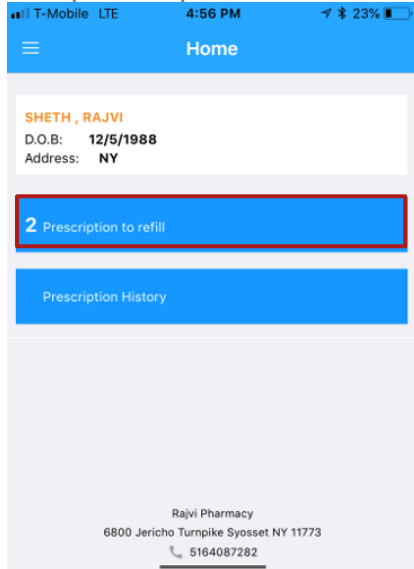 T-Mobile LTE 4:56 PM 23%
Home
SHETH , RAJVI
D.O.B: 12/5/1988
Address: NY
2 Prescription to refill
Prescription History
Rajvi Pharmacy
6800 Jericho Turnpike Syosset NY 11773
5164087282